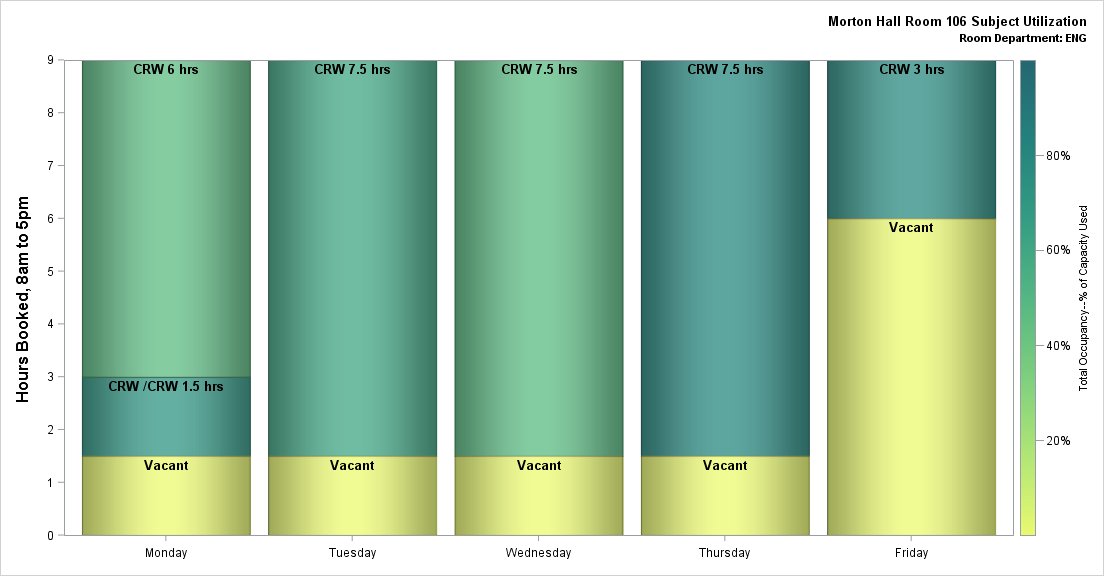 Morton Hall Room 106 Subject Utilization
Room Department: ENG
Hours Booked, 8am to 5pm
9
8
7
6
5
4
3
2
1
0
CRW 6 hrs
CRW /CRW 1.5 hrs
Vacant
CRW 7.5 hrs
Vacant
CRW 7.5 hrs
Vacant
CRW 7.5 hrs
Vacant
CRW 3 hrs
Vacant
Monday
Tuesday
Wednesday
Thursday
Friday
80%
60%
40%
20%
Total Occupancy--% of Capacity Used